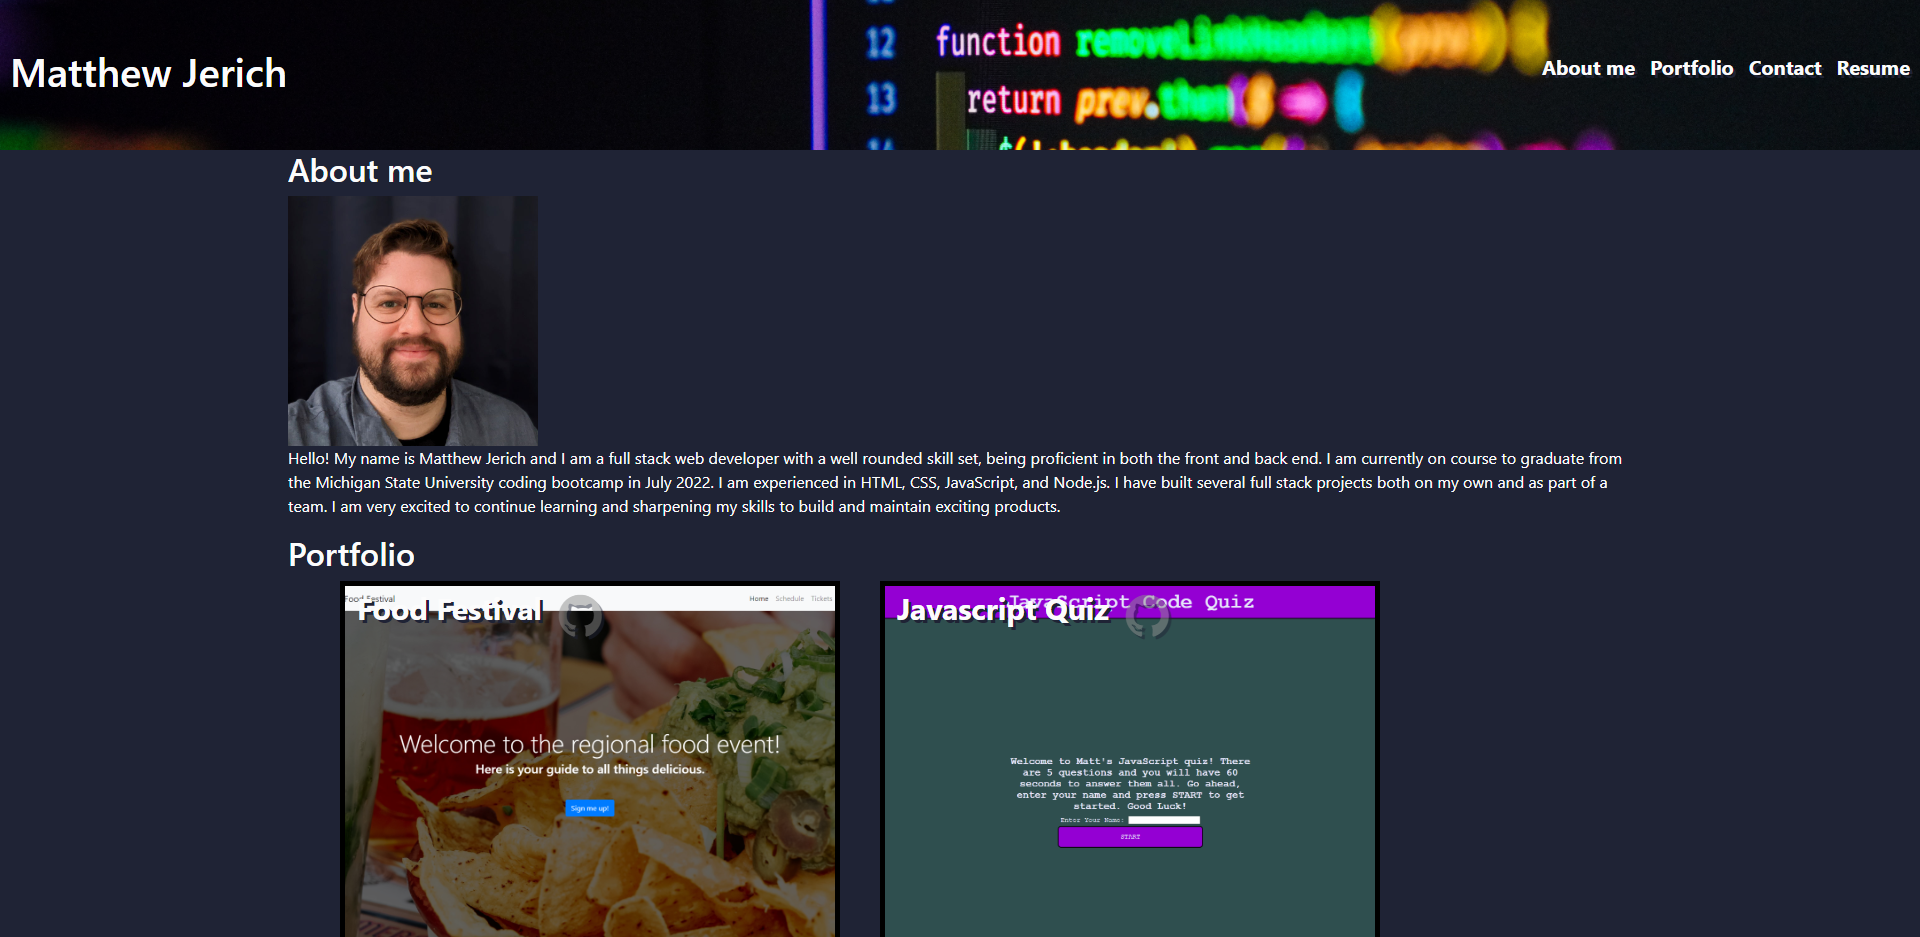 Matthew Jerich
12 function
13 return prev.then(
About me Portfolio Contact Resume
About me
Hello! My name is Matthew Jerich and I am a full stack web developer with a well rounded skill set, being proficient in both the front and back end. I am currently on course to graduate from
the Michigan State University coding bootcamp in July 2022. I am experienced in HTML, CSS, JavaScript, and Node.js. I have built several full stack projects both on my own and as part of a
team. I am very excited to continue learning and sharpening my skills to build and maintain exciting products.
Portfolio
Food Festival
Home Schedule Tickets
Food Festival
Welcome to the regional food event!
Here is your guide to all things delicious.
Sign me up!
JavaScript Code Quiz
Javascript Quiz
Welcome to Matt's JavaScript quiz! There
are 5 questions and you will have 60
seconds to answer them all. Go ahead,
enter your name and press START to get
started. Good Luck!
Enter Your Name:
START